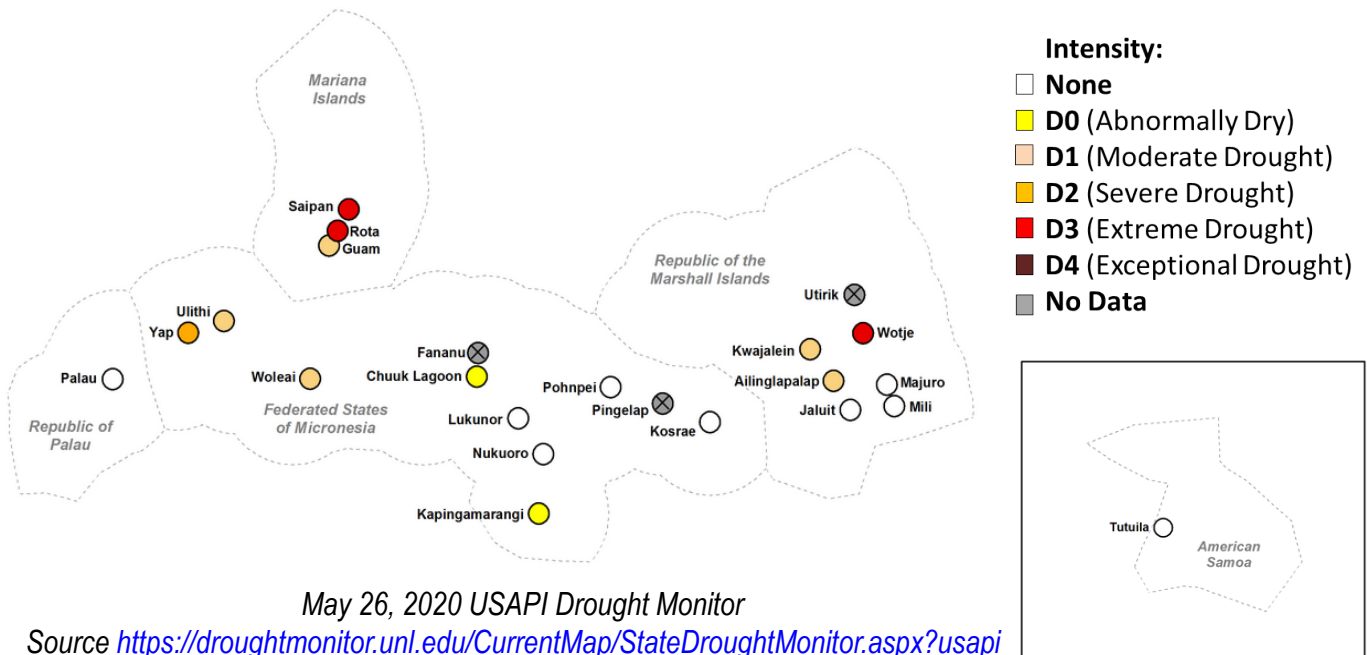 Mariana
Islands
Saipan
Rota
Guam
Republic of the
Marshall Islands
Utirik
Ulithi
Yap
Wotje
Kwajalein
Fananu
Chuuk Lagoon
Palau
Woleai
Pohnpei
Ailinglapalap
Majuro
Pingelap
Jaluit
Mili
Federated States
of Micronesia
Lukunor
Kosrae
Republic of
Palau
Nukuoro
Kapingamarangi
Intensity:
None
D0 (Abnormally Dry)
D1 (Moderate Drought)
D2 (Severe Drought)
D3 (Extreme Drought)
D4 (Exceptional Drought)
No Data
Tutuila
American
Samoa
May 26, 2020 USAPI Drought Monitor
Source https://droughtmonitor.unl.edu/CurrentMap/StateDroughtMonitor.aspx?usapi